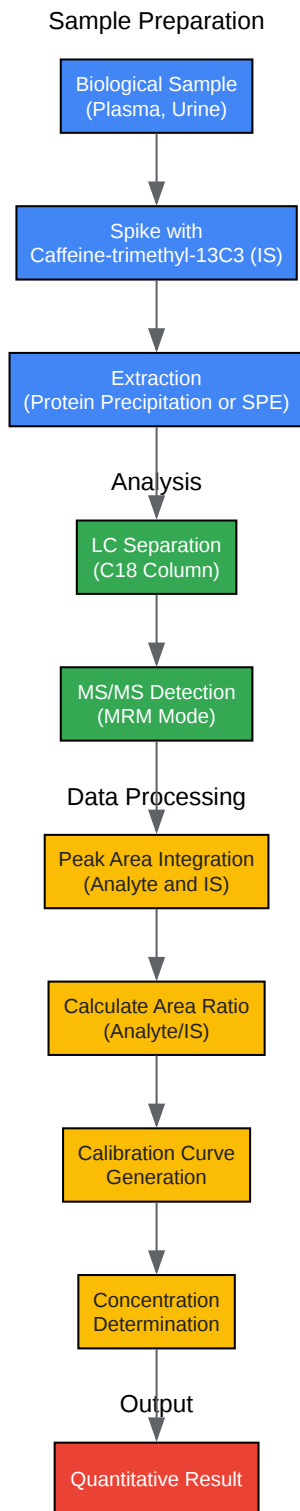 Sample Preparation
Biological Sample
(Plasma, Urine)
Spike with
Caffeine-trimethyl-13C3 (IS)
Extraction
(Protein Precipitation or SPE)
Analysis
LC Separation
(C18 Column)
MS/MS Detection
(MRM Mode)
Data Processing
Peak Area Integration
(Analyte and IS)
Calculate Area Ratio
(Analyte/IS)
Calibration Curve
Generation
Concentration
Determination
Output
Quantitative Result